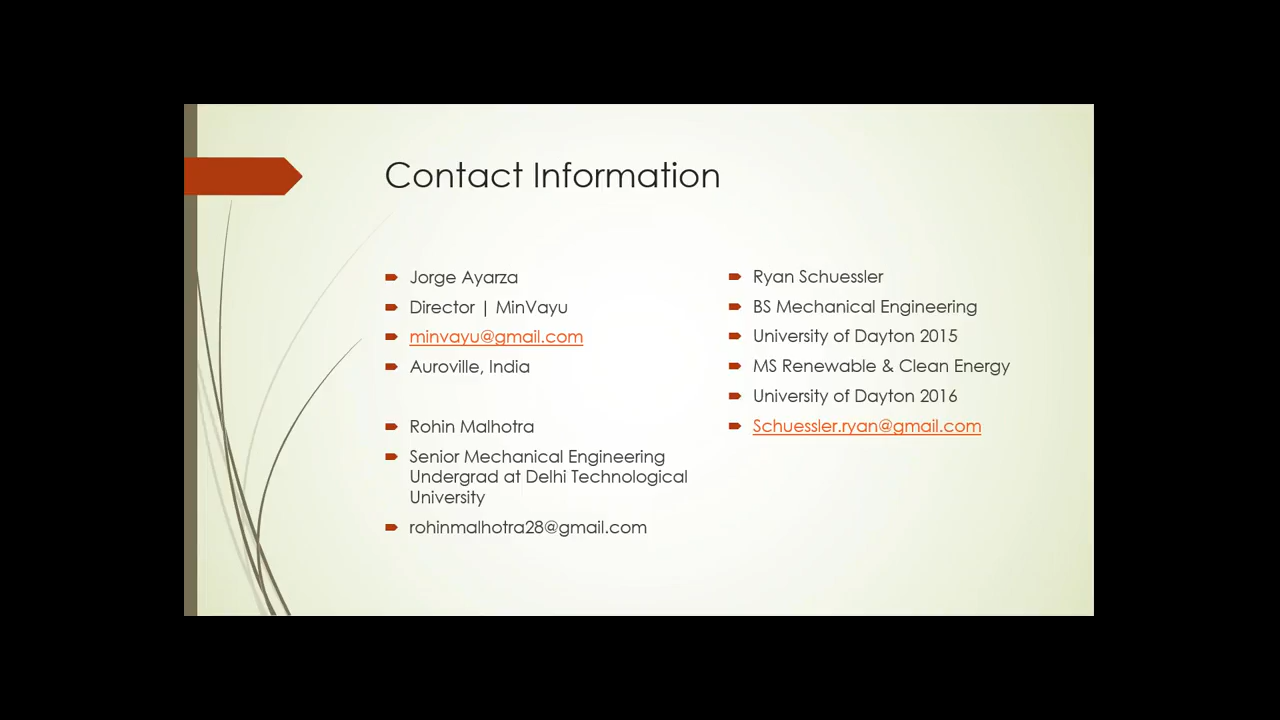 Contact Information
Jorge Ayarza
Director | MinVayu
minvayu@gmail.com
Auroville, India
Rohin Malhotra
Senior Mechanical Engineering
Undergrad at Delhi Technological
University
rohinmalhotra28@gmail.com
Ryan Schuessler
BS Mechanical Engineering
University of Dayton 2015
MS Renewable & Clean Energy
University of Dayton 2016
Schuessler.ryan@gmail.com